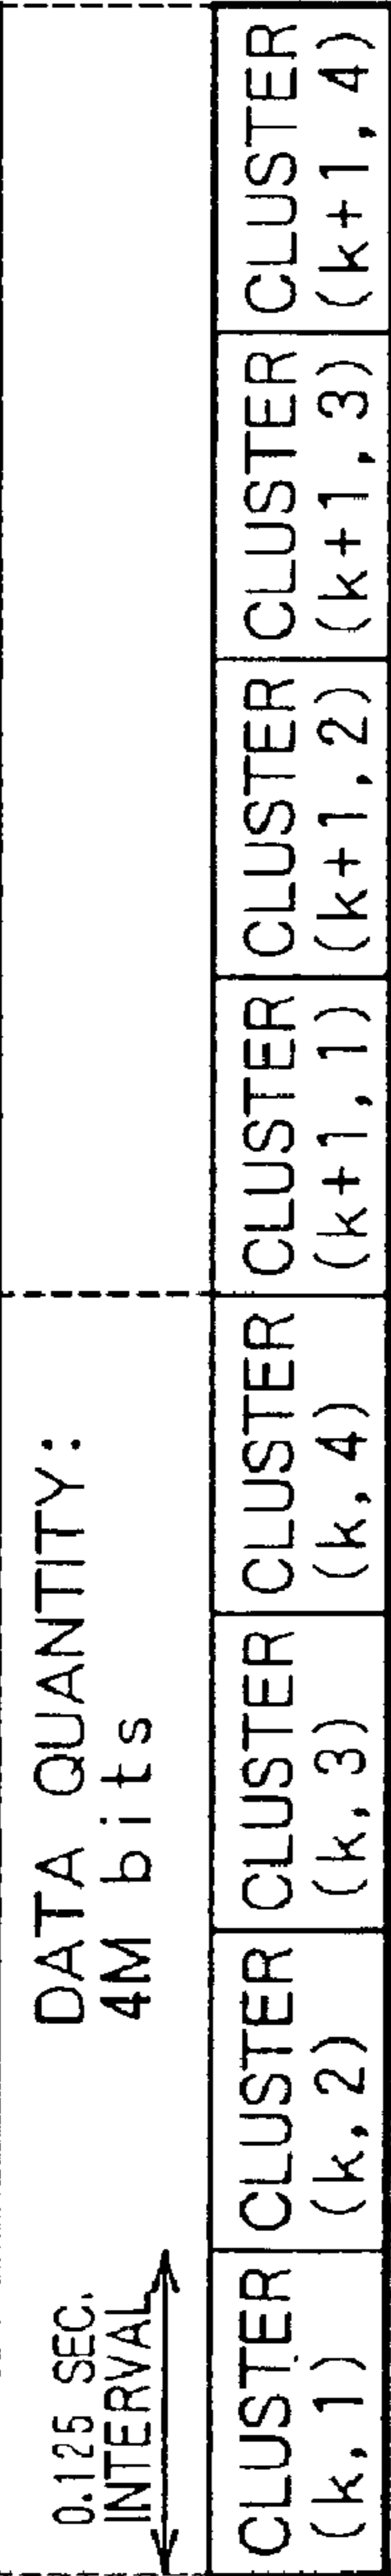 0.125 SEC.
INTERVAL
DATA QUANTITY:
4M bits
CLUSTER
(k, 1)
CLUSTER
(k, 2)
CLUSTER
(k, 3)
CLUSTER
(k, 4)
CLUSTER
(k+1, 1)
CLUSTER
(k+1, 2)
CLUSTER
(k+1, 3)
CLUSTER
(k+1, 4)